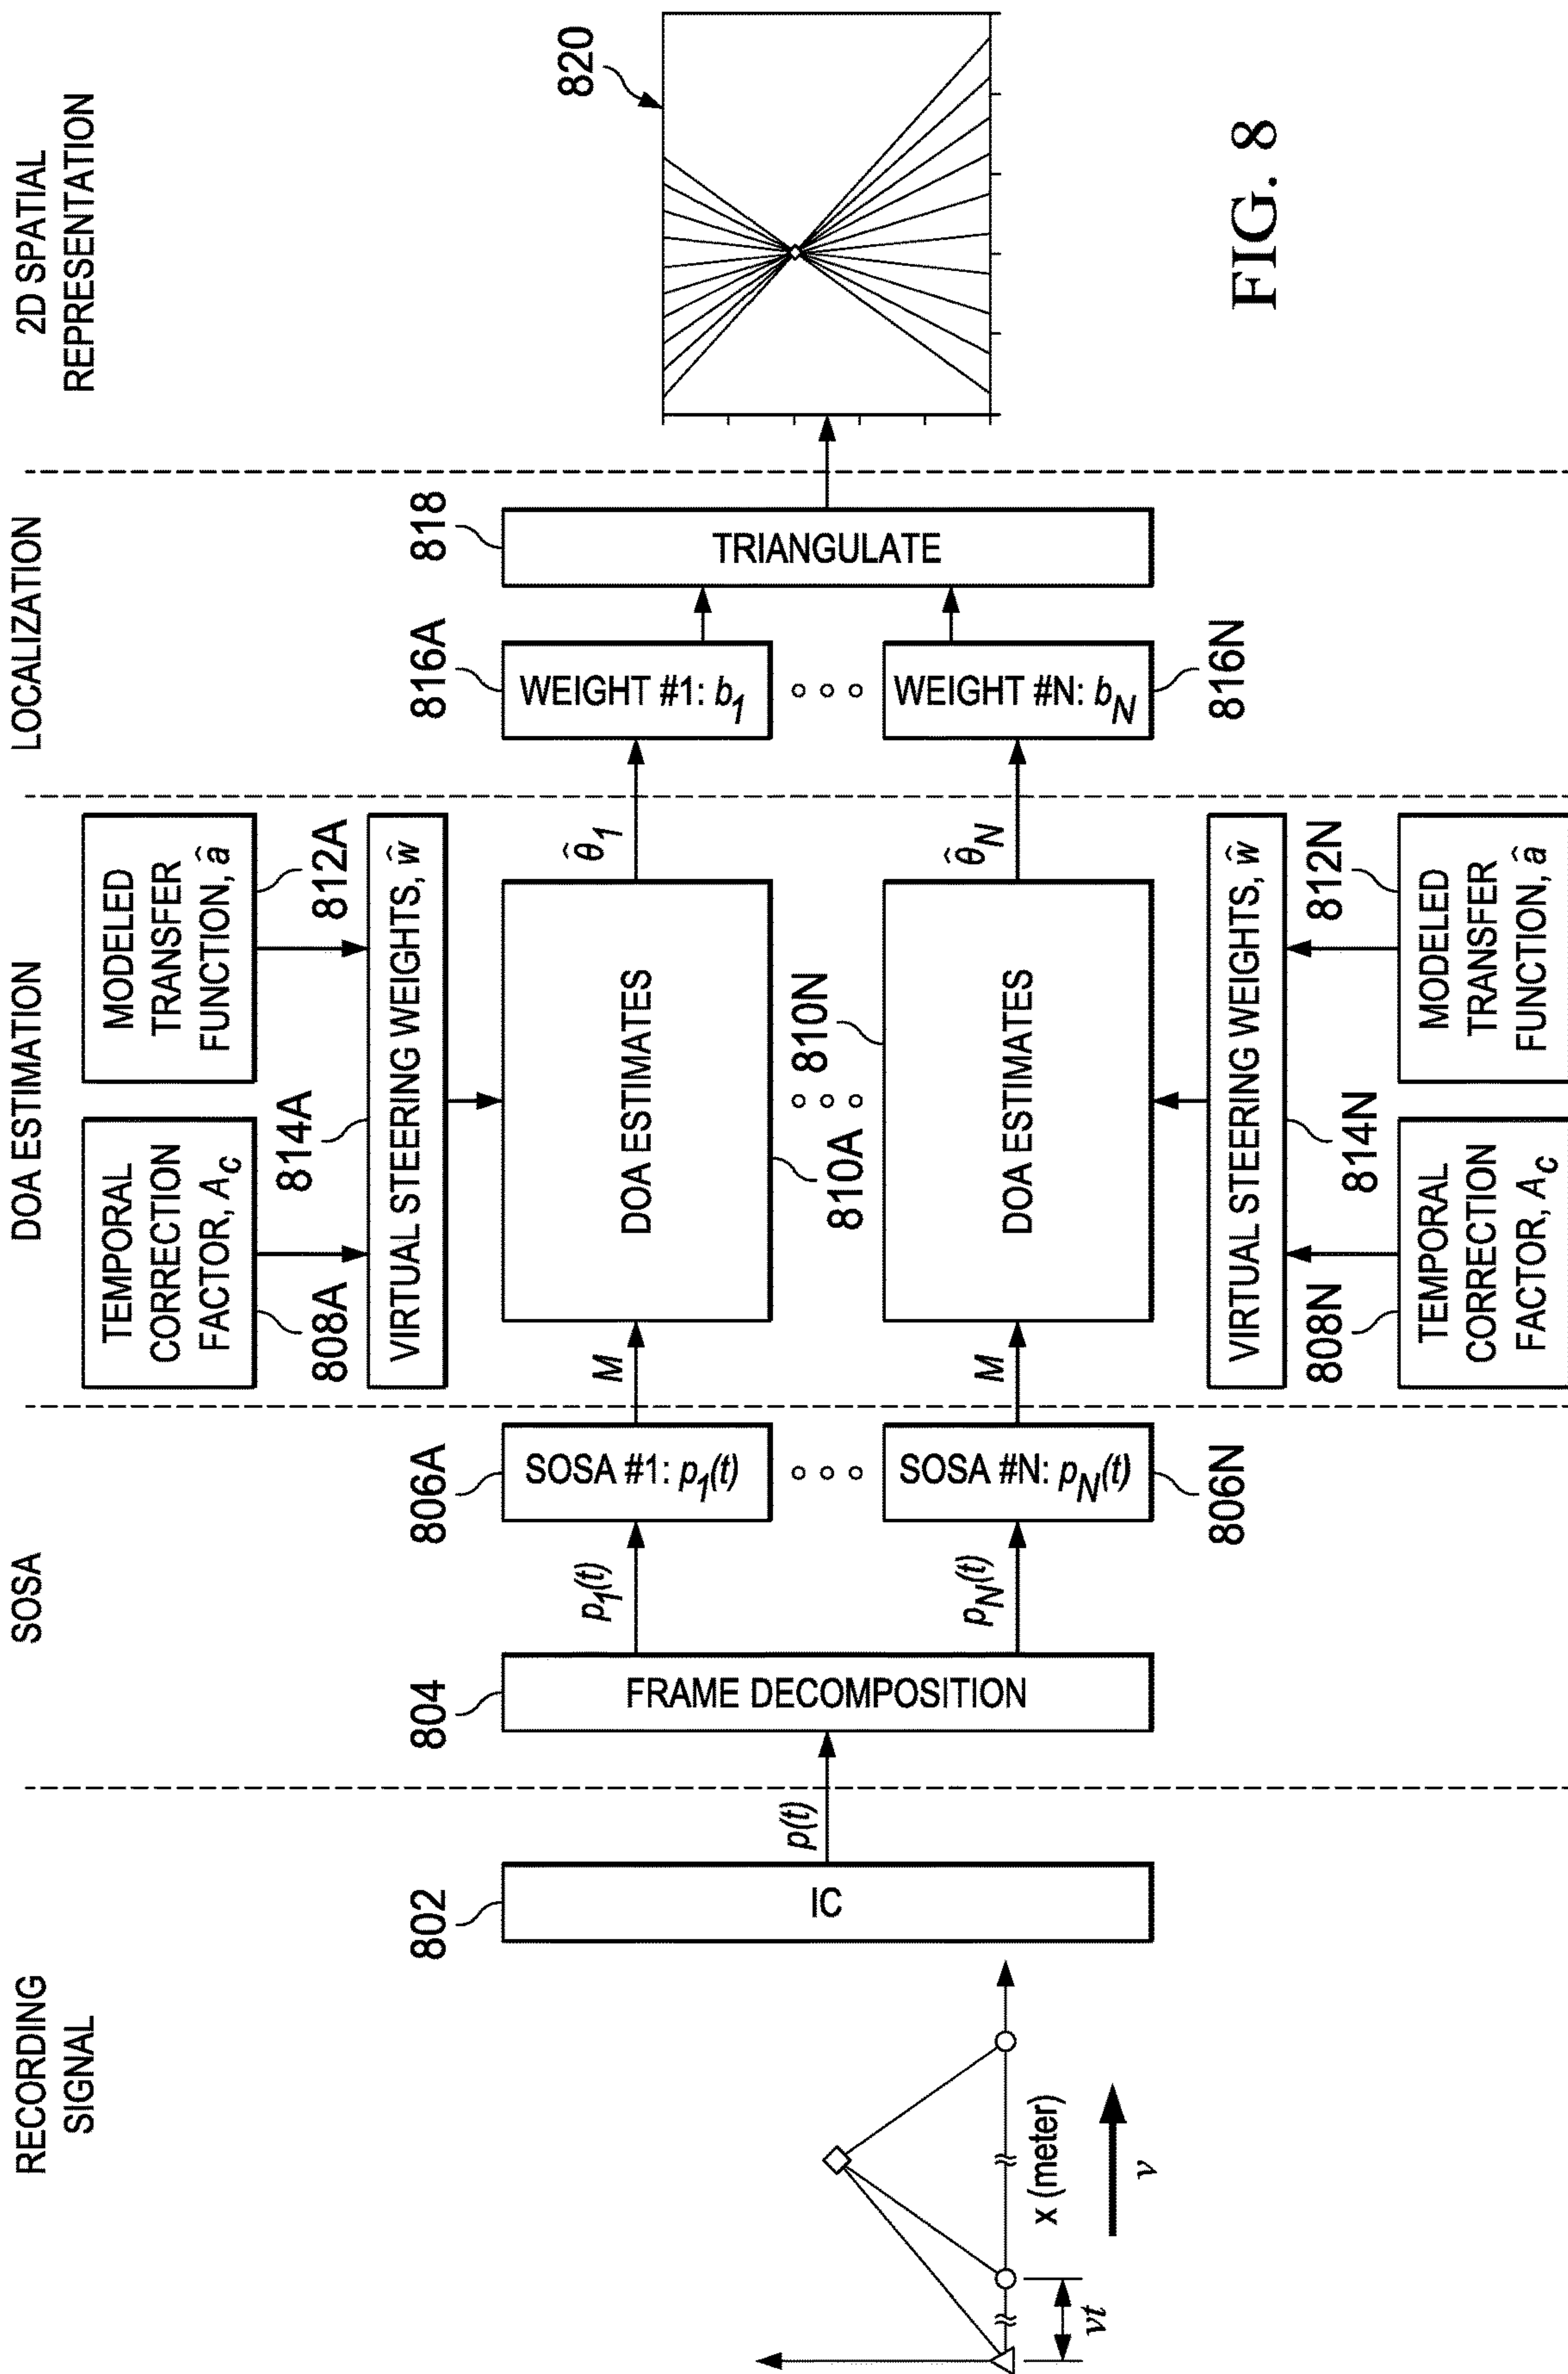 RECORDING
SIGNAL
SOSA
DOA ESTIMATION
LOCALIZATION
2D SPATIAL
REPRESENTATION
vt
x (meter)
v
802
IC
p(t)
804
FRAME DECOMPOSITION
p1(t)
pN(t)
806A
SOSA #1: p1(t)
SOSA #N: pN(t)
806N
M
M
TEMPORAL
CORRECTION
FACTOR, Ac
808A
MODELED
TRANSFER
FUNCTION, â
812A
814A
VIRTUAL STEERING WEIGHTS, ŵ
DOA ESTIMATES
810A
810N
DOA ESTIMATES
VIRTUAL STEERING WEIGHTS, ŵ
814N
808N
TEMPORAL
CORRECTION
FACTOR, Ac
812N
MODELED
TRANSFER
FUNCTION, â
θ̂1
θ̂N
816A
WEIGHT #1: b1
WEIGHT #N: bN
816N
818
TRIANGULATE
820
FIG. 8